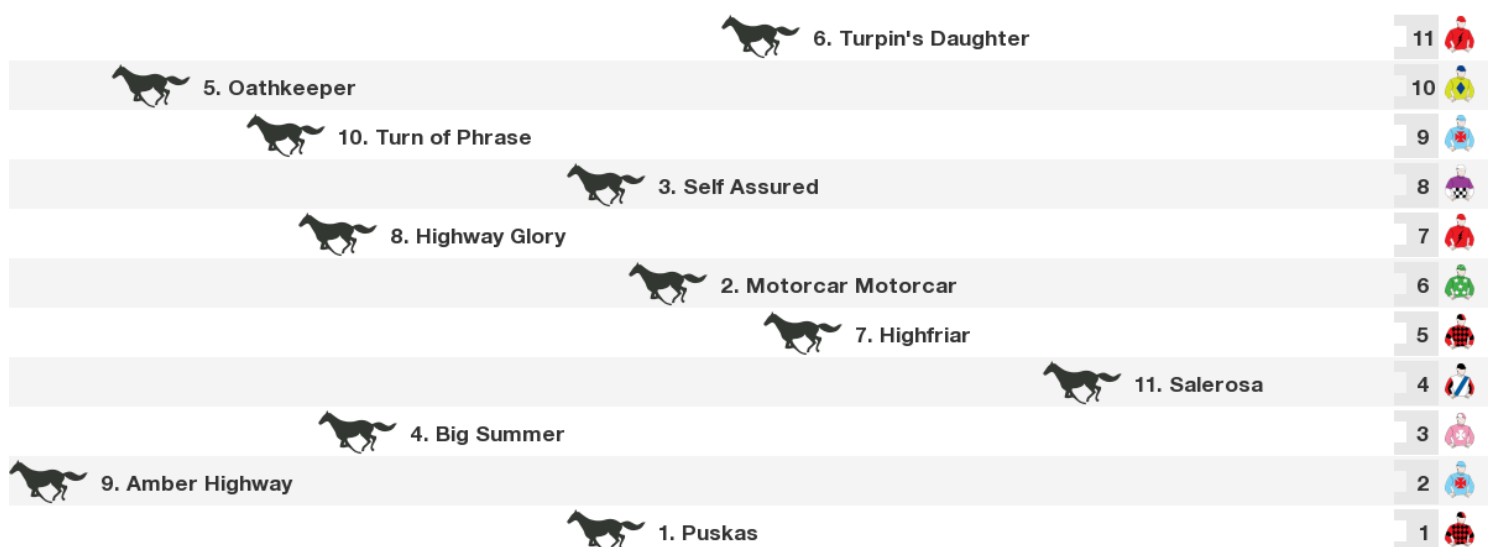 6. Turpin's Daughter 11
5. Oathkeeper 10
10. Turn of Phrase 9
3. Self Assured 8
8. Highway Glory 7
2. Motorcar Motorcar 6
7. Highfriar 5
11. Salerosa 4
4. Big Summer 3
9. Amber Highway 2
1. Puskas 1